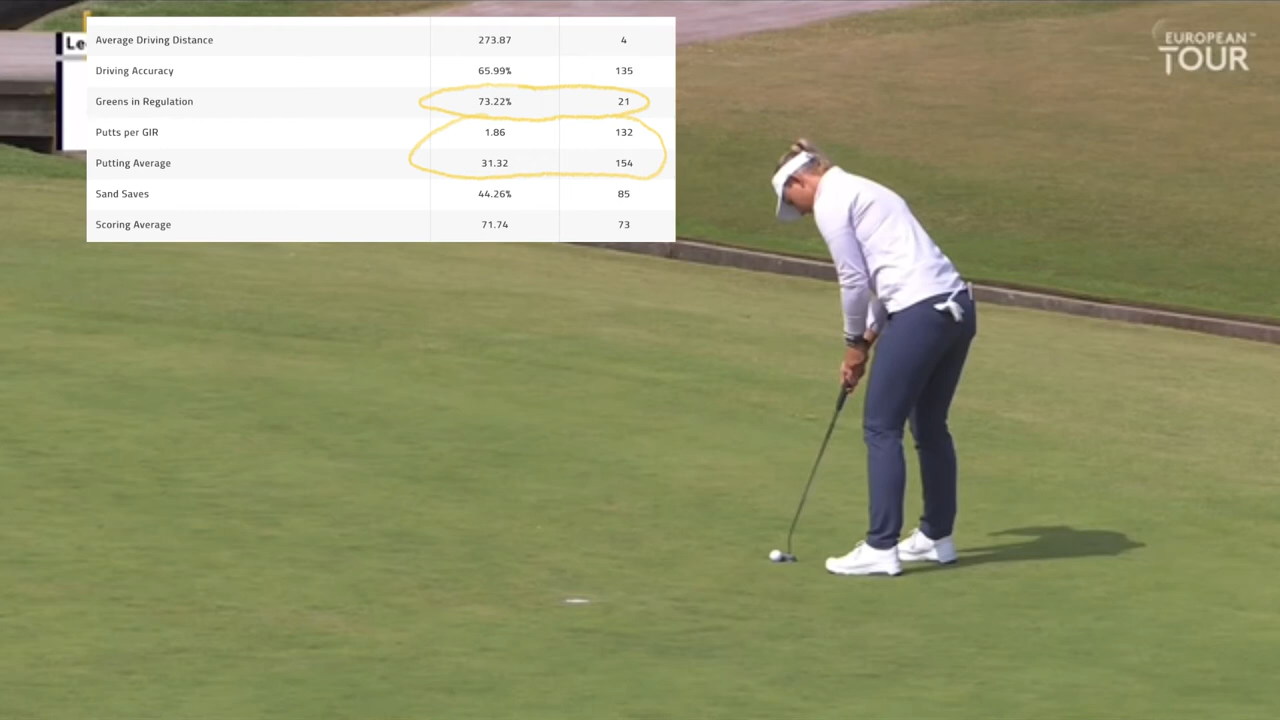 Average Driving Distance 273.87 4
Driving Accuracy 65.99% 135
Greens in Regulation 73.22% 21
Putts per GIR 1.86 132
Putting Average 31.32 154
Sand Saves 44.26% 85
Scoring Average 71.74 73
Le
EUROPEAN
TOUR